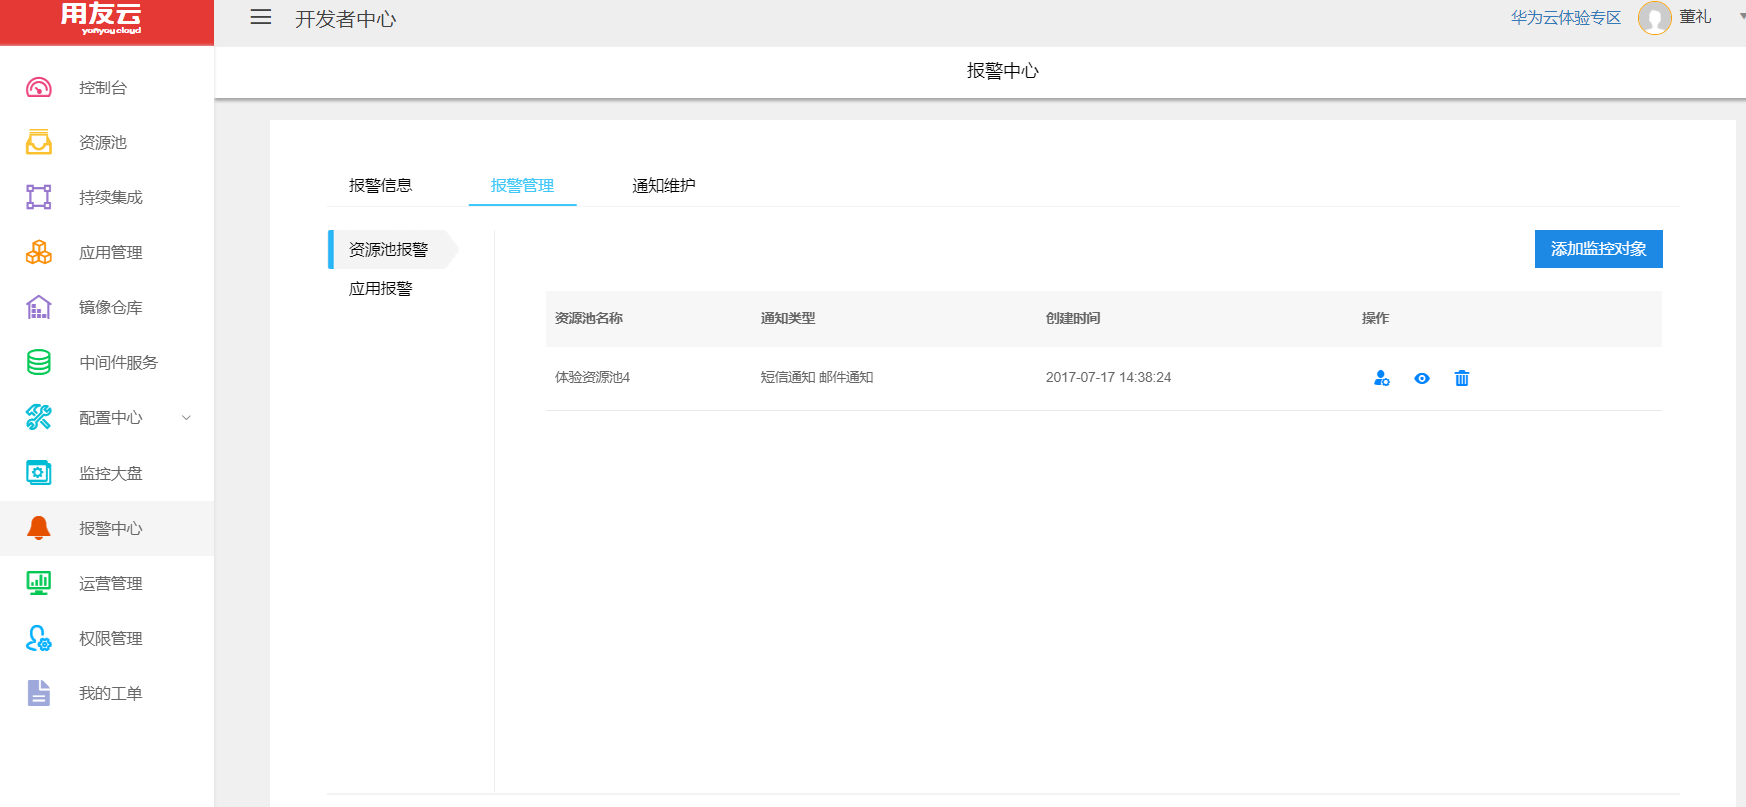 用友云
yonyou cloud
开发者中心
华为云体验专区
董礼
报警中心
控制台
资源池
持续集成
应用管理
镜像仓库
中间件服务
配置中心
监控大盘
报警中心
运营管理
权限管理
我的工单
报警信息
报警管理
通知维护
资源池报警
应用报警
添加监控对象
资源池名称 通知类型 创建时间 操作
体验资源池4 短信通知 邮件通知 2017-07-17 14:38:24